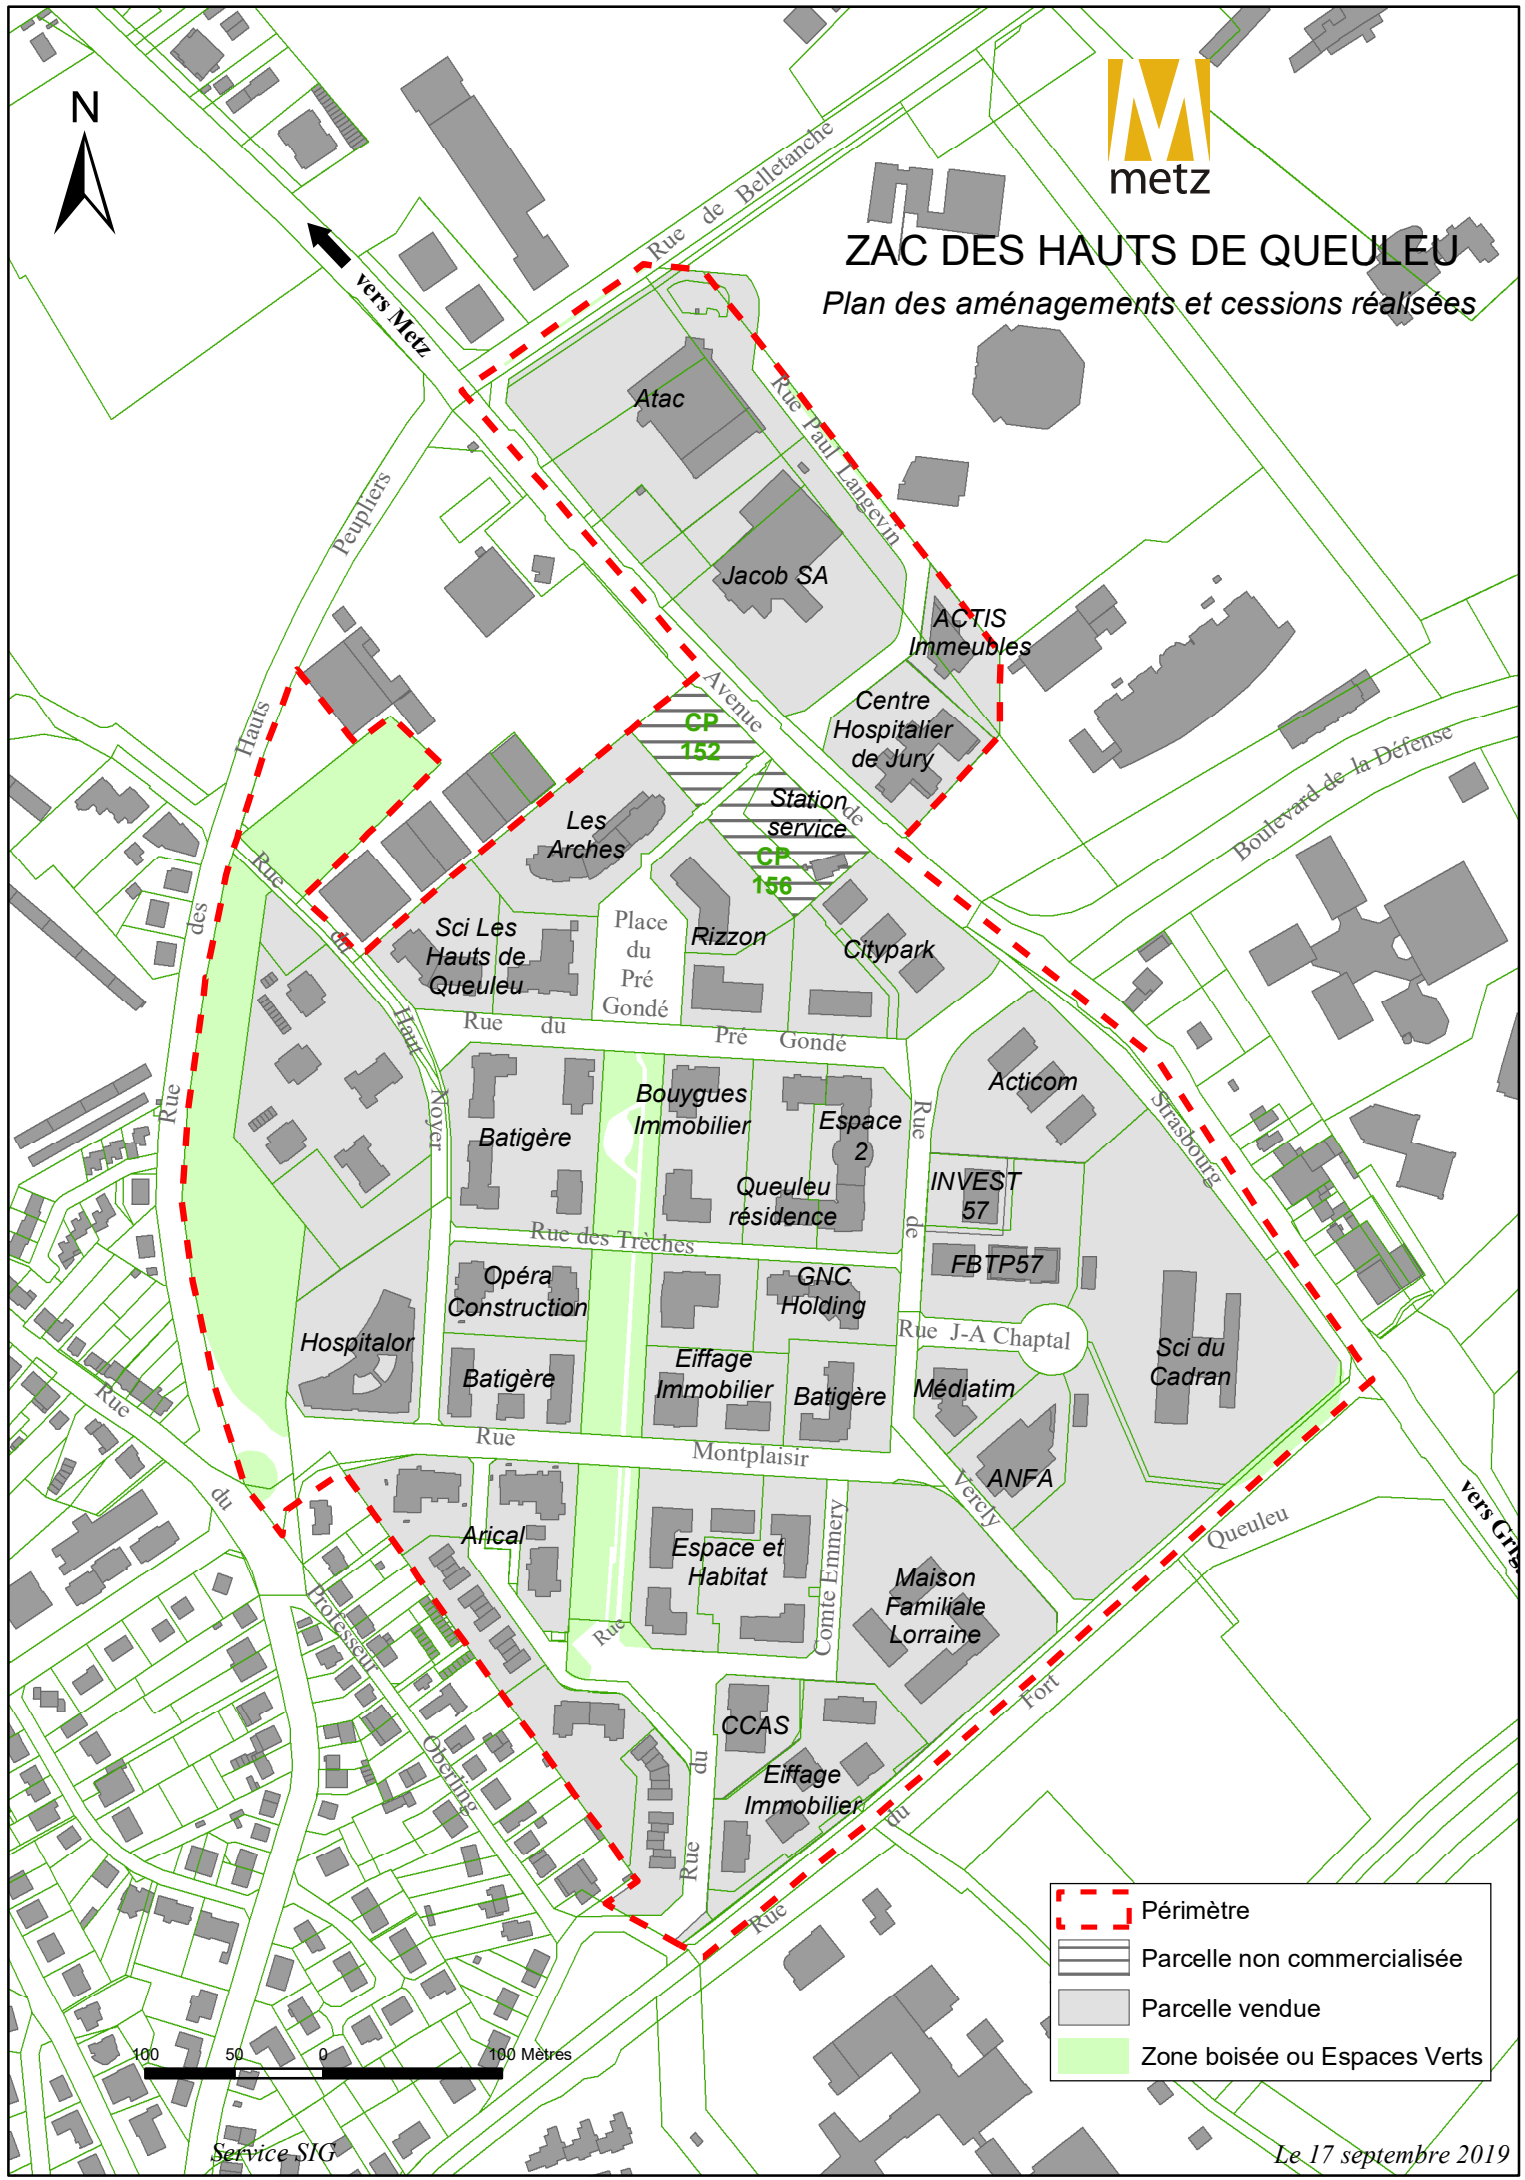 N
metz
ZAC DES HAUTS DE QUEULEU
Plan des aménagements et cessions réalisées
vers Metz
Rue de Belletanche
Atac
Rue Paul Langevin
Jacob SA
ACTIS
Immeubles
Centre
Hospitalier
de Jury
Rue des Hauts Peupliers
Avenue de Strasbourg
CP
152
Station
service
CP
156
Boulevard de la Défense
Les
Arches
Rue du Haut Noyer
Sci Les
Hauts de
Queuleu
Place
du
Pré
Gondé
Rizzon
Citypark
Rue du Pré Gondé
Batigère
Bouygues
Immobilier
Espace
2
Queuleu
résidence
Acticom
INVEST
57
FBTP57
Rue de Vercly
Rue des Trèches
Opéra
Construction
GNC
Holding
Rue J-A Chaptal
Sci du
Cadran
Hospitalor
Batigère
Eiffage
Immobilier
Batigère
Médiatim
ANFA
Rue Montplaisir
vers Grig
Arical
Espace et
Habitat
Rue Comte Emmery
Maison
Familiale
Lorraine
Rue du
Professeur Oberling
CCAS
Eiffage
Immobilier
Rue du
Rue du Fort Queuleu
Périmètre
Parcelle non commercialisée
Parcelle vendue
Zone boisée ou Espaces Verts
100 50 0 100 Mètres
Service SIG
Le 17 septembre 2019